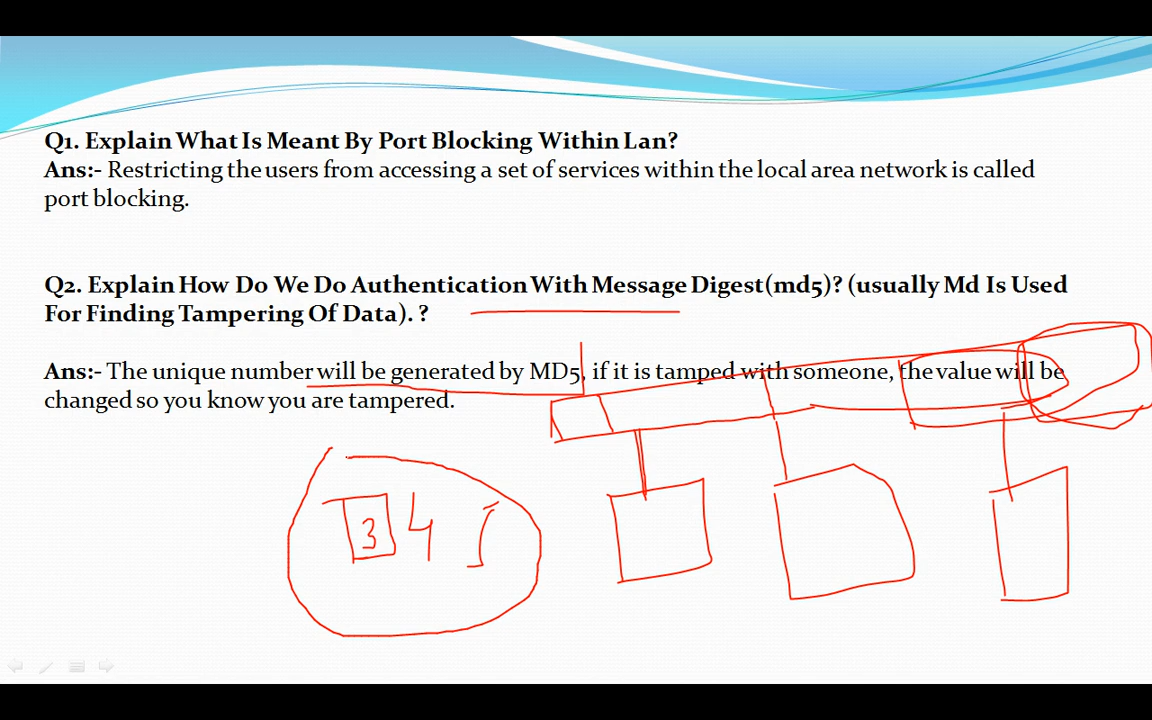 Q1. Explain What Is Meant By Port Blocking Within Lan?
Ans:- Restricting the users from accessing a set of services within the local area network is called
port blocking.
Q2. Explain How Do We Do Authentication With Message Digest(md5)? (usually Md Is Used
For Finding Tampering Of Data). ?
Ans:- The unique number will be generated by MD5, if it is tamped with someone, the value will be
changed so you know you are tampered.
3 4 5